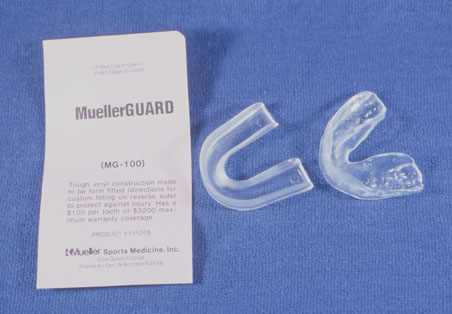 MuellerGUARD
(MG-100)
Tough vinyl construction made
to be form fitted (directions for
custom fitting on reverse side)
to protect against injury. Has a
$100 per tooth or $3200 max-
imum warranty coverage.
PRODUCT #131005
Mueller Sports Medicine, Inc.
One Quench Drive
Prairie du Sac, Wisconsin 53578